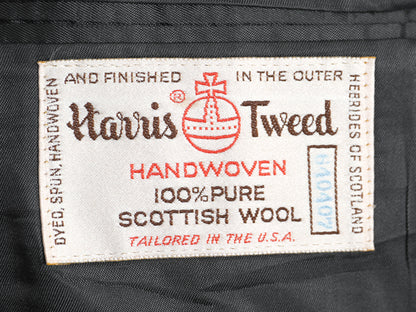 DYED, SPUN, HANDWOVEN
AND FINISHED IN THE OUTER
HEBRIDES OF SCOTLAND
Harris ® Tweed
HANDWOVEN
100% PURE
SCOTTISH WOOL
TAILORED IN THE U.S.A.